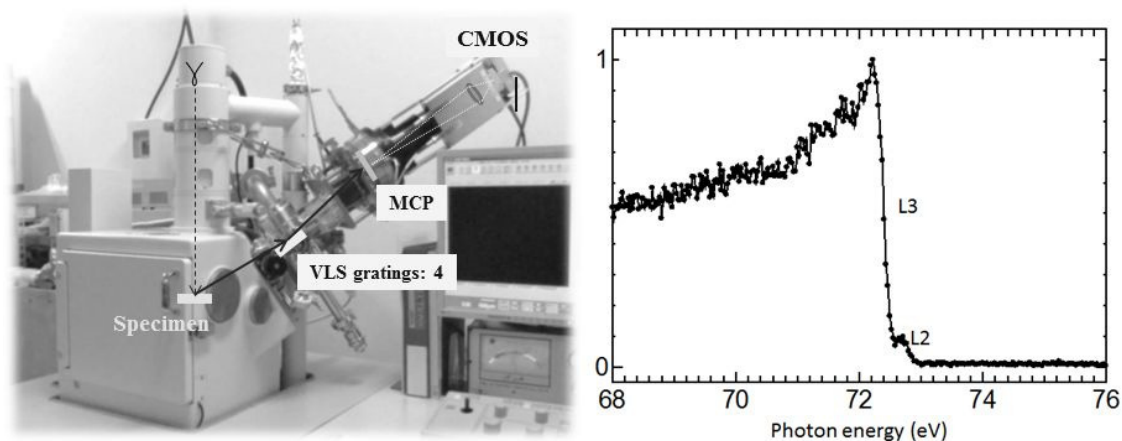 CMOS
MCP
VLS gratings: 4
Specimen
1
0
L3
L2
68 70 72 74 76
Photon energy (eV)